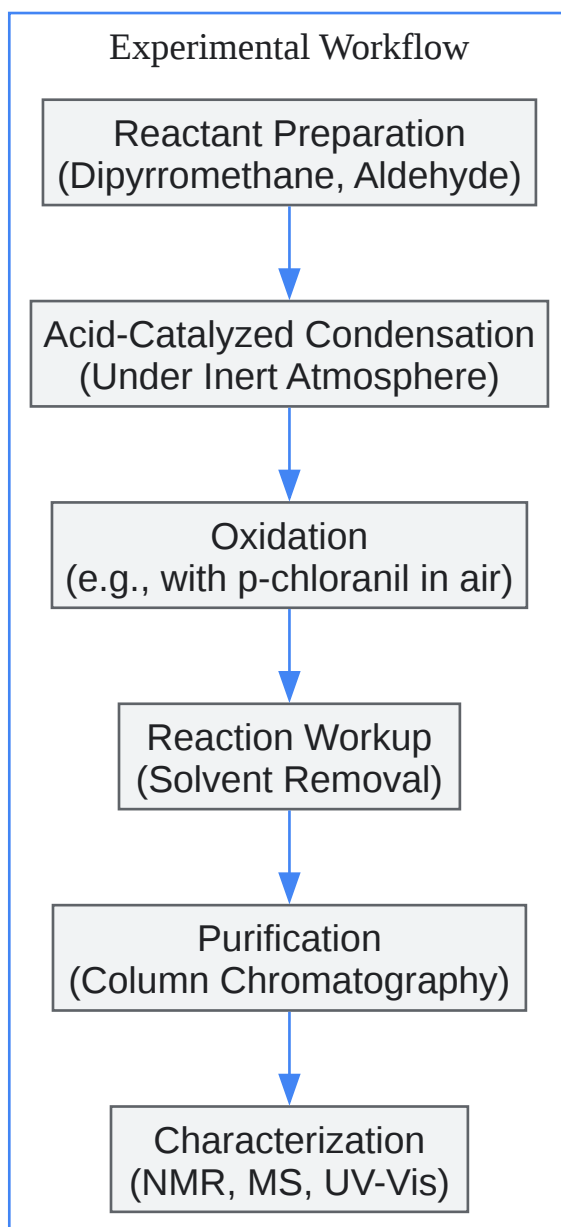 Experimental Workflow
Reactant Preparation
(Dipyrromethane, Aldehyde)
Acid-Catalyzed Condensation
(Under Inert Atmosphere)
Oxidation
(e.g., with p-chloranil in air)
Reaction Workup
(Solvent Removal)
Purification
(Column Chromatography)
Characterization
(NMR, MS, UV-Vis)